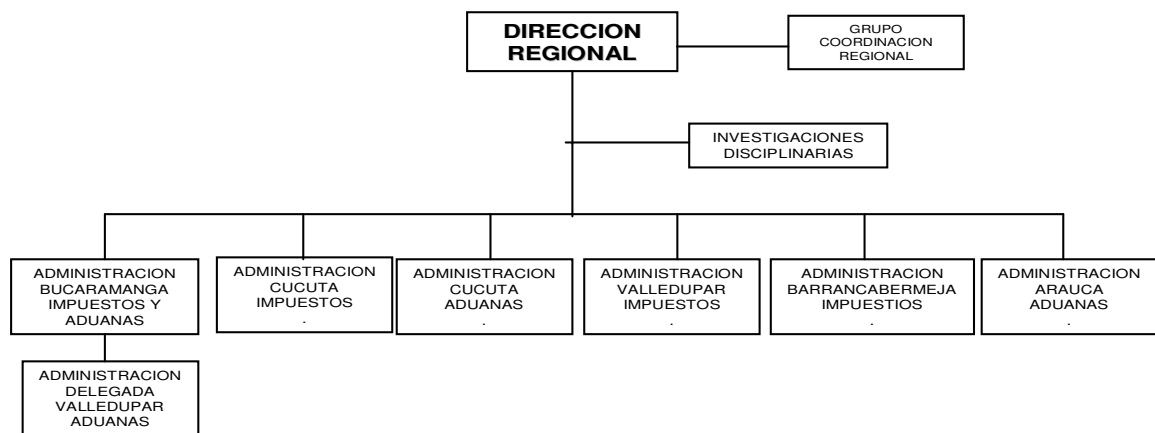 DIRECCION
REGIONAL
GRUPO
COORDINACION
REGIONAL
INVESTIGACIONES
DISCIPLINARIAS
ADMINISTRACION
BUCARAMANGA
IMPUESTOS Y
ADUANAS
ADMINISTRACION
CUCUTA
IMPUESTOS
.
ADMINISTRACION
CUCUTA
ADUANAS
.
ADMINISTRACION
VALLEDUPAR
IMPUESTOS
.
ADMINISTRACION
BARRANCABERMEJA
IMPUESTIOS
.
ADMINISTRACION
ARAUCA
ADUANAS
.
ADMINISTRACION
DELEGADA
VALLEDUPAR
ADUANAS